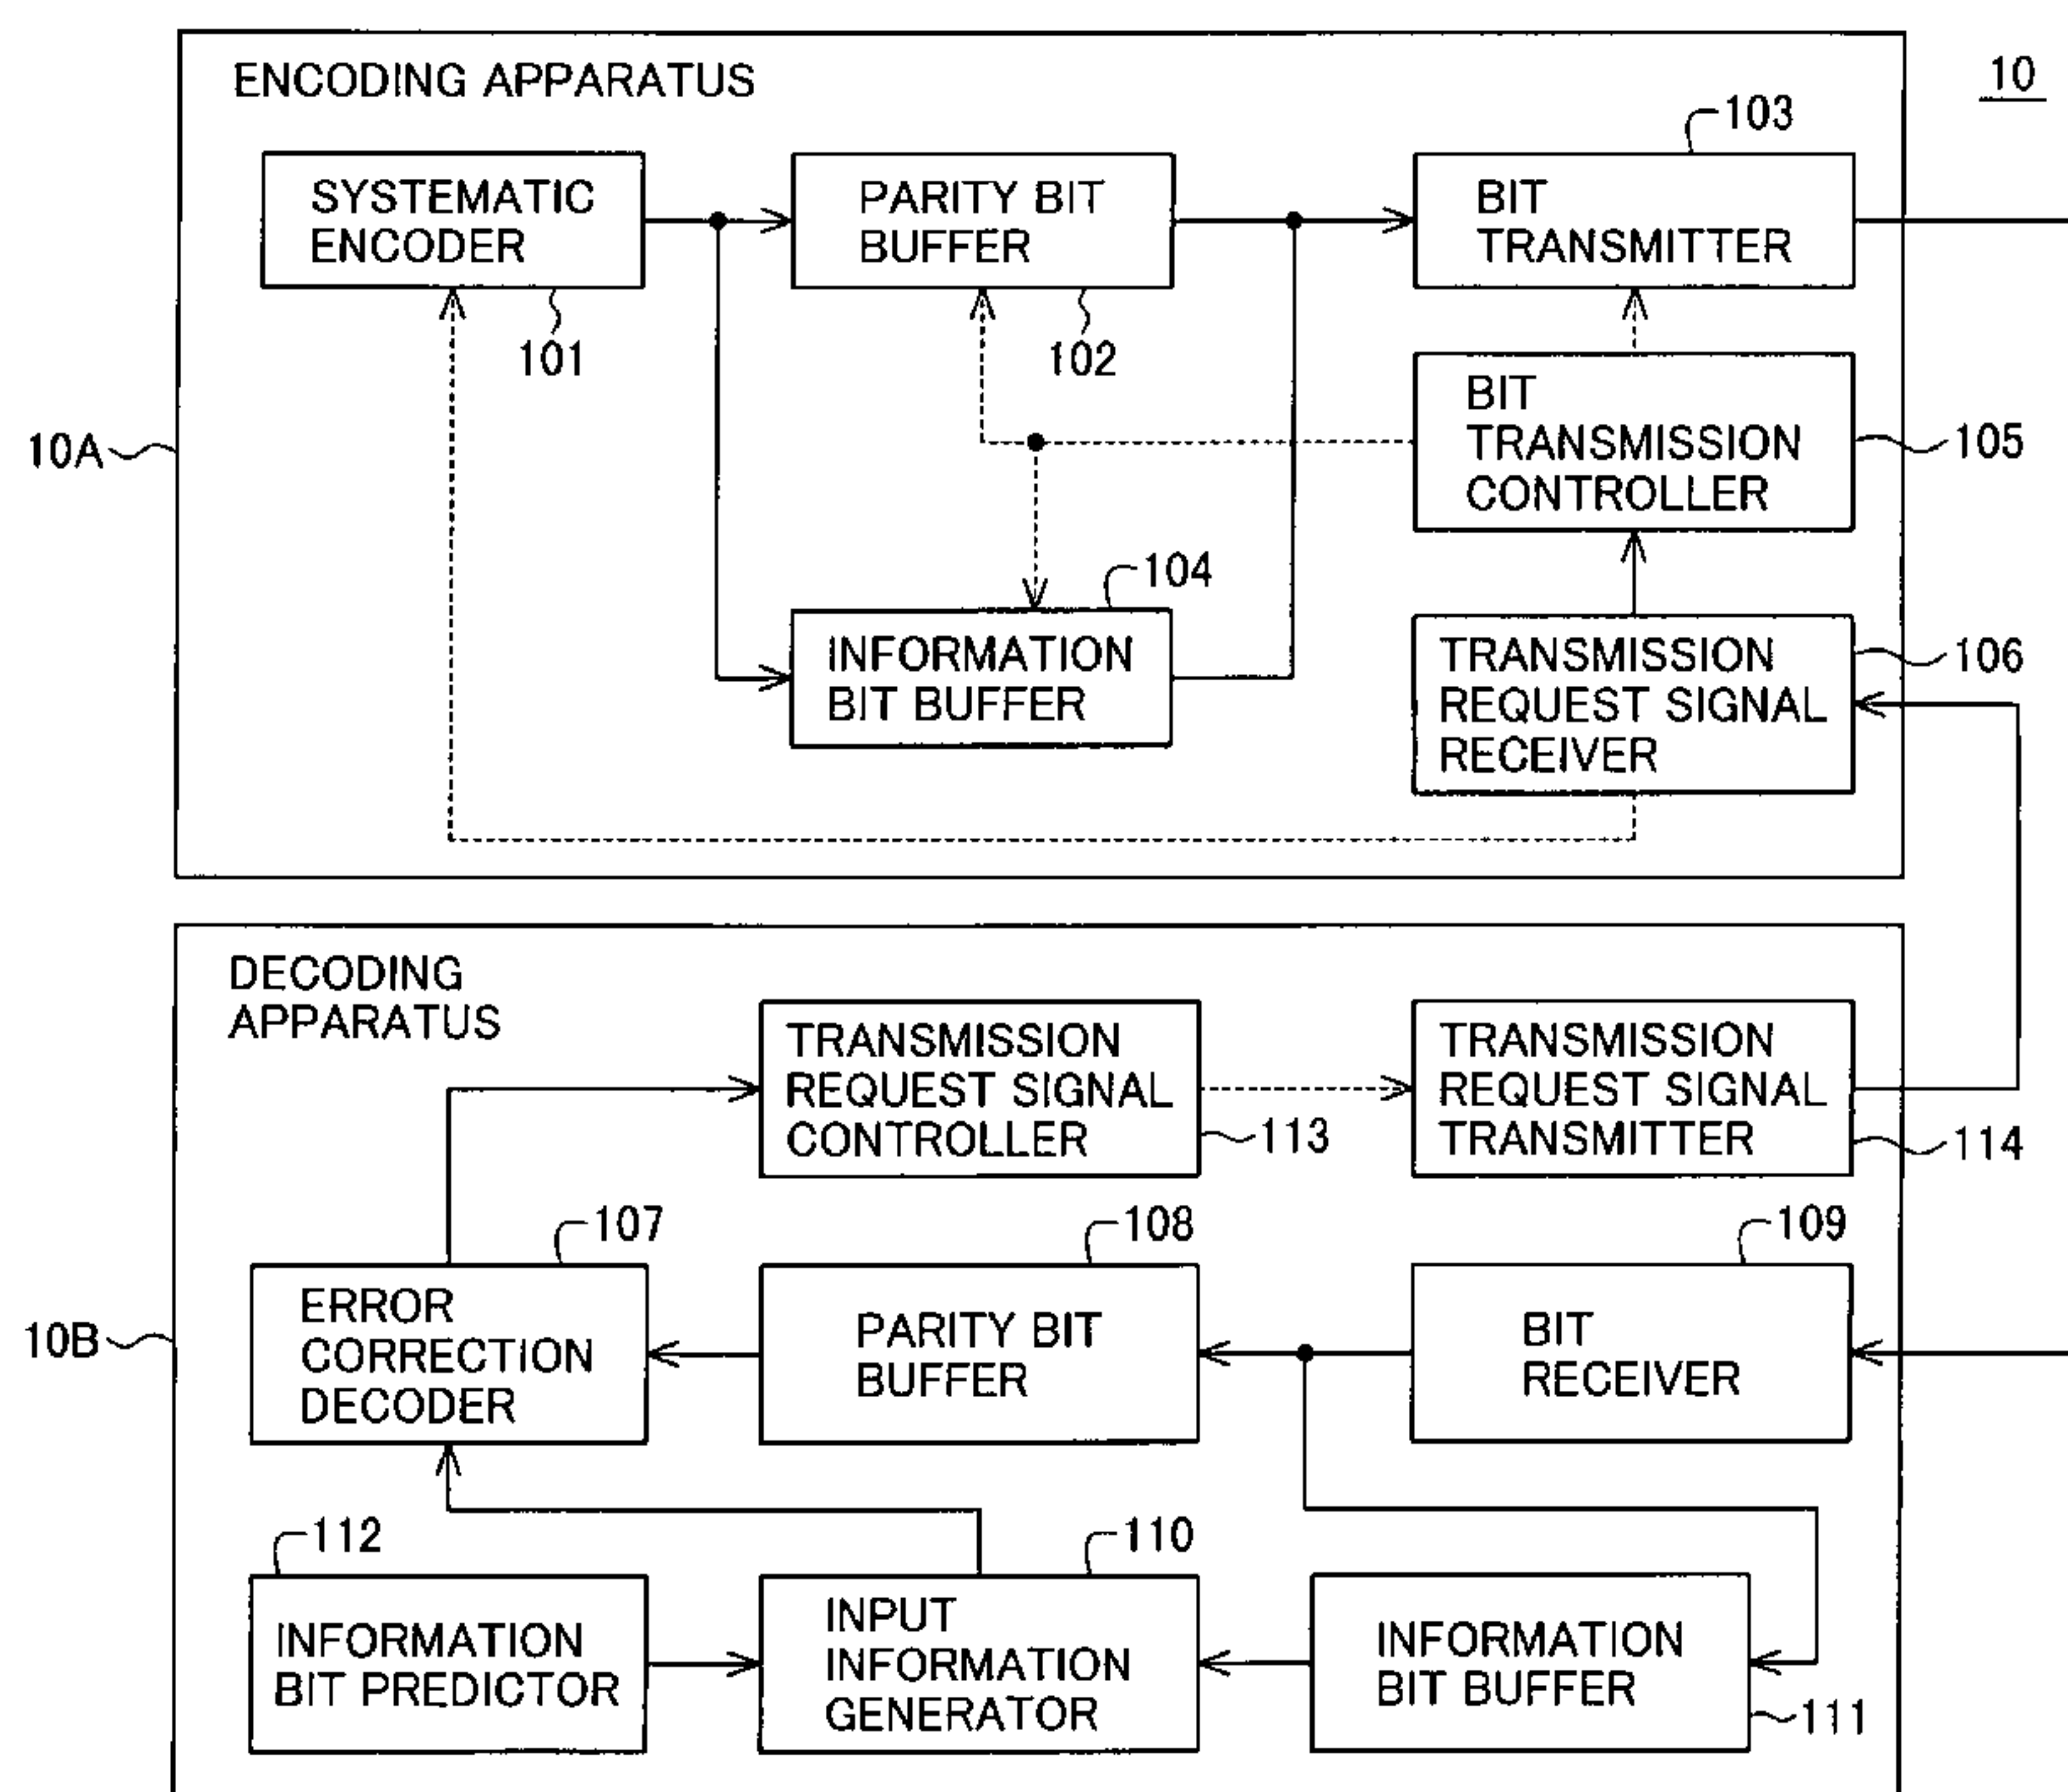 ENCODING APPARATUS
10
103
SYSTEMATIC
ENCODER
PARITY BIT
BUFFER
BIT
TRANSMITTER
101
102
BIT
TRANSMISSION
CONTROLLER
10A
105
104
INFORMATION
BIT BUFFER
TRANSMISSION
REQUEST SIGNAL
RECEIVER
106
DECODING
APPARATUS
TRANSMISSION
REQUEST SIGNAL
CONTROLLER
113
TRANSMISSION
REQUEST SIGNAL
TRANSMITTER
114
107
108
109
10B
ERROR
CORRECTION
DECODER
PARITY BIT
BUFFER
BIT
RECEIVER
112
110
INFORMATION
BIT PREDICTOR
INPUT
INFORMATION
GENERATOR
INFORMATION
BIT BUFFER
111